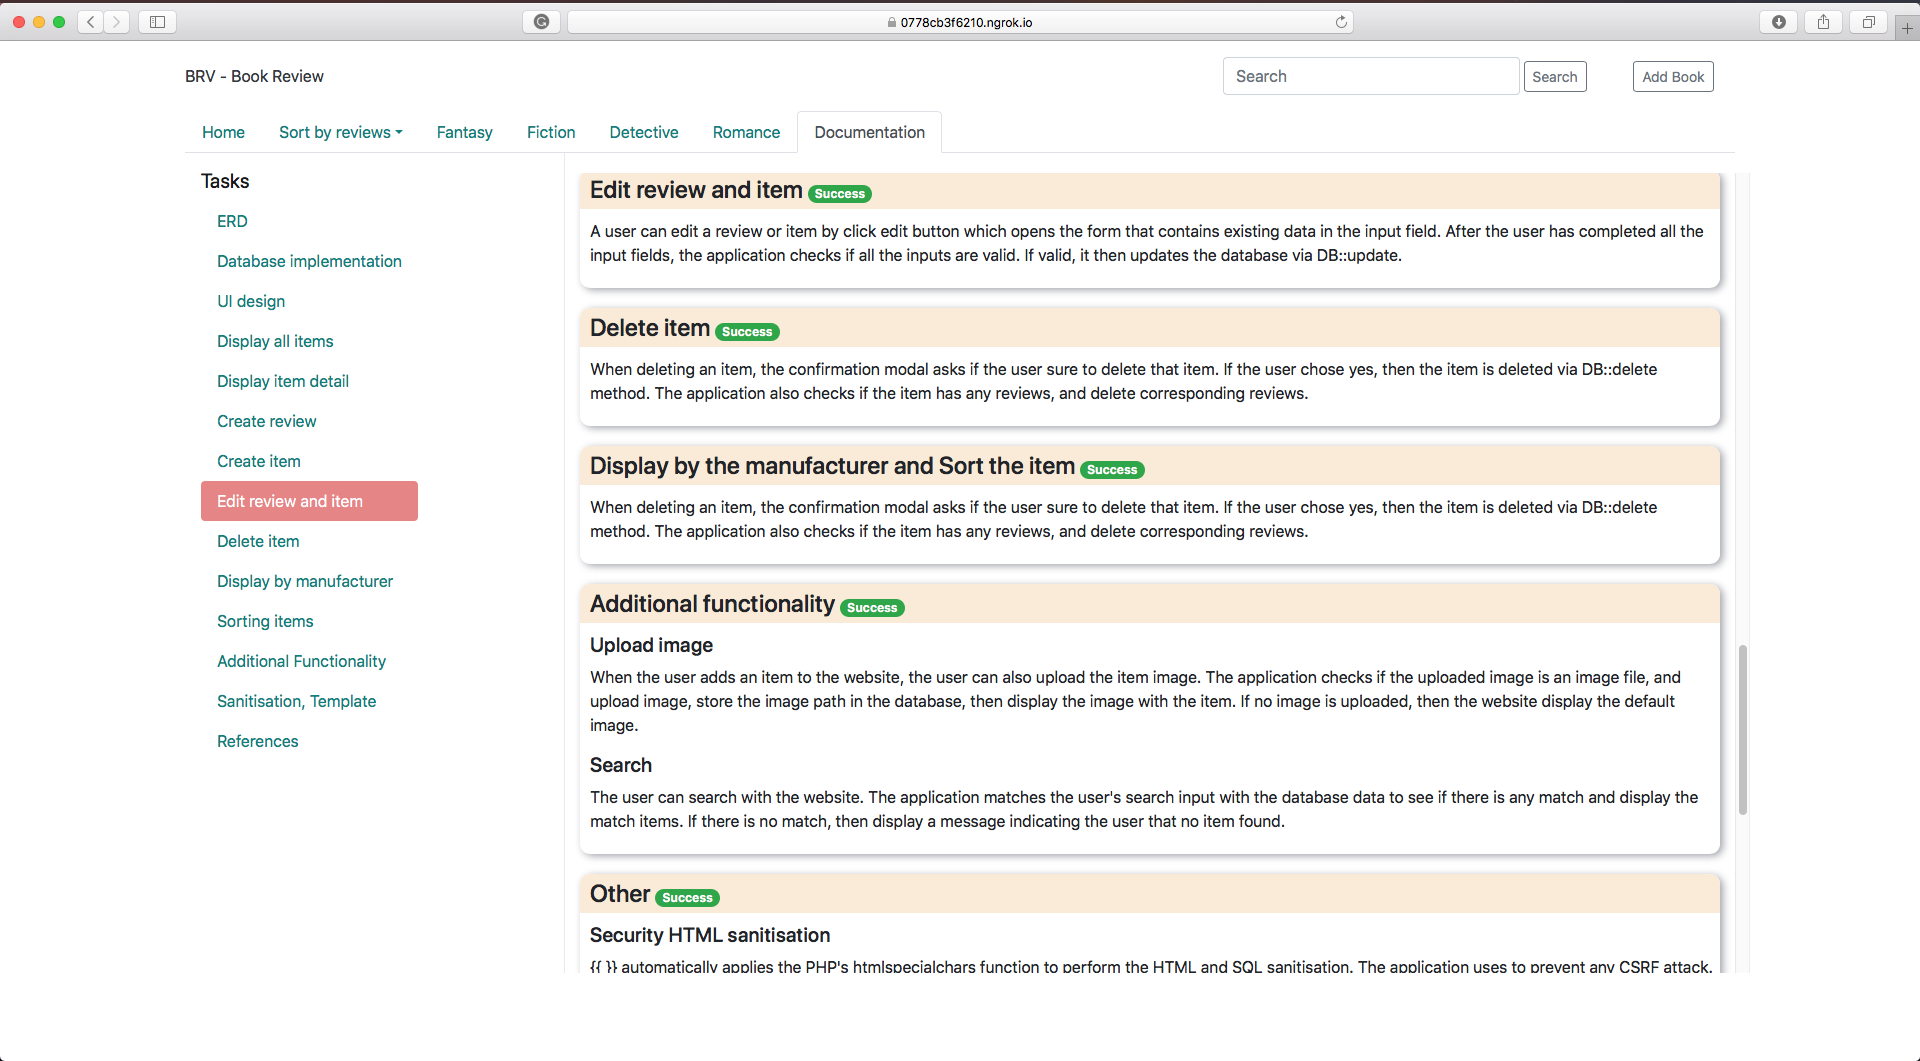 0778cb3f6210.ngrok.io
BRV - Book Review
Search
Search
Add Book
Home
Sort by reviews
Fantasy
Fiction
Detective
Romance
Documentation
Tasks
ERD
Database implementation
UI design
Display all items
Display item detail
Create review
Create item
Edit review and item
Delete item
Display by manufacturer
Sorting items
Additional Functionality
Sanitisation, Template
References
Edit review and item Success
A user can edit a review or item by click edit button which opens the form that contains existing data in the input field. After the user has completed all the
input fields, the application checks if all the inputs are valid. If valid, it then updates the database via DB::update.
Delete item Success
When deleting an item, the confirmation modal asks if the user sure to delete that item. If the user chose yes, then the item is deleted via DB::delete
method. The application also checks if the item has any reviews, and delete corresponding reviews.
Display by the manufacturer and Sort the item Success
When deleting an item, the confirmation modal asks if the user sure to delete that item. If the user chose yes, then the item is deleted via DB::delete
method. The application also checks if the item has any reviews, and delete corresponding reviews.
Additional functionality Success
Upload image
When the user adds an item to the website, the user can also upload the item image. The application checks if the uploaded image is an image file, and
upload image, store the image path in the database, then display the image with the item. If no image is uploaded, then the website display the default
image.
Search
The user can search with the website. The application matches the user's search input with the database data to see if there is any match and display the
match items. If there is no match, then display a message indicating the user that no item found.
Other Success
Security HTML sanitisation
{{ }} automatically applies the PHP's htmlspecialchars function to perform the HTML and SQL sanitisation. The application uses to prevent any CSRF attack.